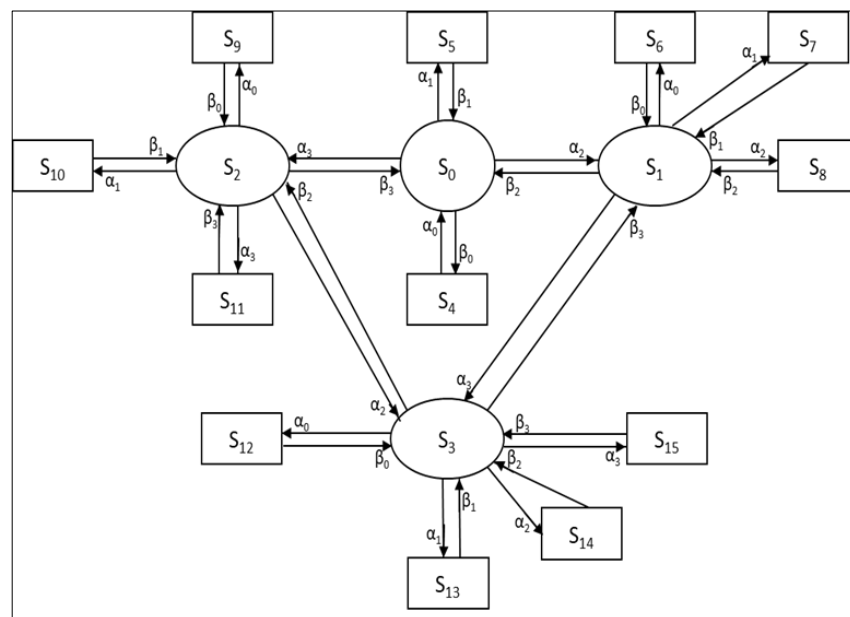 S₉ S₅ S₆ S₇
α₁
β₀ α₀ α₁ β₁ β₀ α₀
β₁ α₃ α₂ β₁ α₂
S₁₀ S₂ S₀ S₁ S₈
α₁ β₂ β₃ β₂ β₂
β₃ α₃ α₀ β₀ β₃
S₁₁ S₄
α₂ α₃
α₀ β₃
S₁₂ S₃ S₁₅
β₀ β₂ α₃
β₁
α₁ α₂ S₁₄
S₁₃